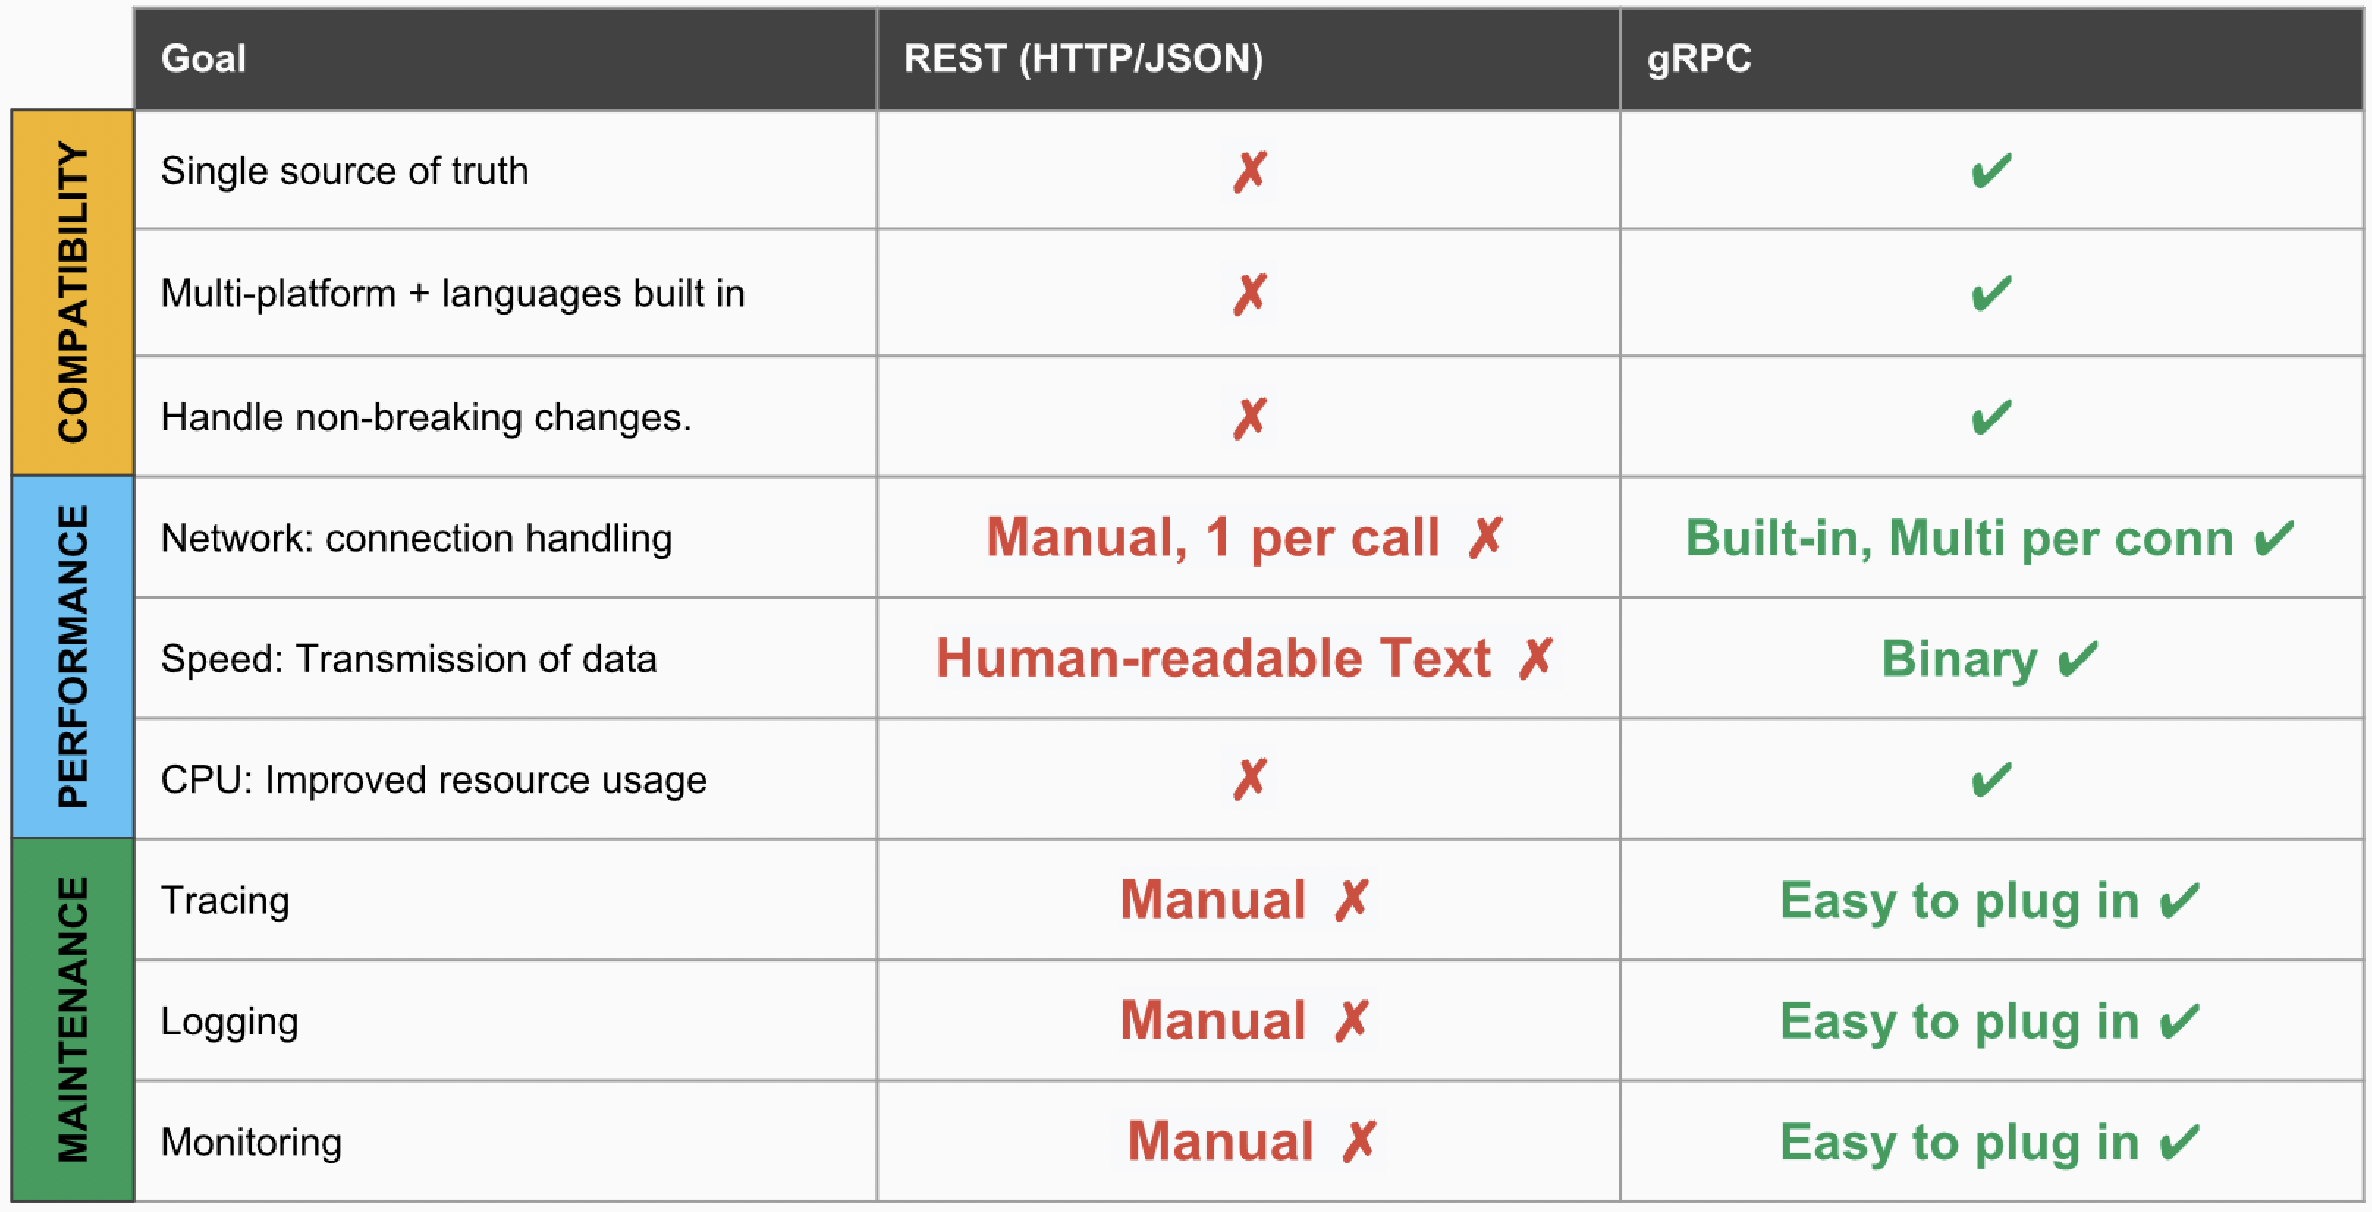 Goal REST (HTTP/JSON) gRPC
COMPATIBILITY
Single source of truth ✗ ✔
Multi-platform + languages built in ✗ ✔
Handle non-breaking changes. ✗ ✔
PERFORMANCE
Network: connection handling Manual, 1 per call ✗ Built-in, Multi per conn ✔
Speed: Transmission of data Human-readable Text ✗ Binary ✔
CPU: Improved resource usage ✗ ✔
MAINTENANCE
Tracing Manual ✗ Easy to plug in ✔
Logging Manual ✗ Easy to plug in ✔
Monitoring Manual ✗ Easy to plug in ✔